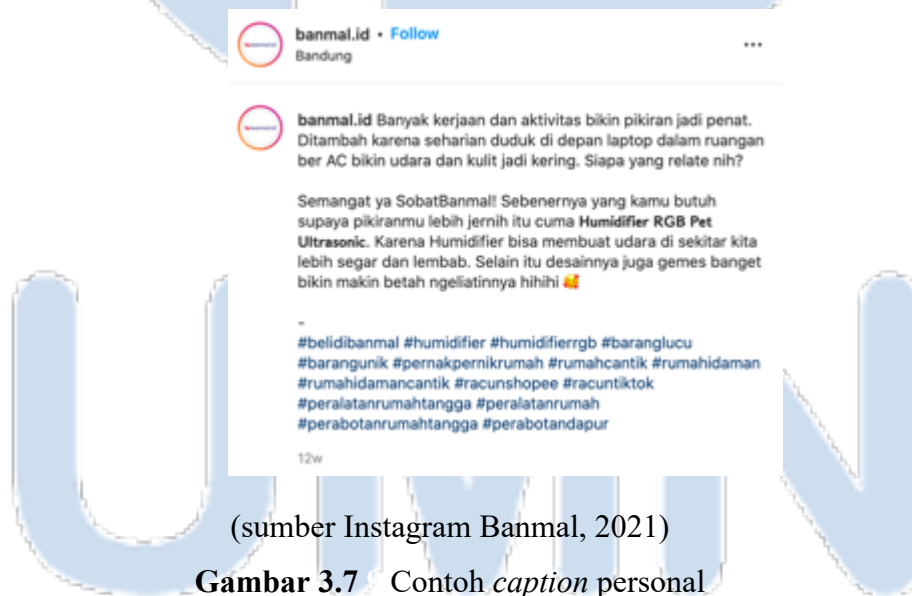 banmal.id • Follow
Bandung
...
banmal.id Banyak kerjaan dan aktivitas bikin pikiran jadi penat.
Ditambah karena seharian duduk di depan laptop dalam ruangan
ber AC bikin udara dan kulit jadi kering. Siapa yang relate nih?
Semangat ya SobatBanmal! Sebenernya yang kamu butuh
supaya pikiranmu lebih jernih itu cuma Humidifier RGB Pet
Ultrasonic. Karena Humidifier bisa membuat udara di sekitar kita
lebih segar dan lembab. Selain itu desainnya juga gemes banget
bikin makin betah ngeliatinnya hihihi 🥰
-
#belidibanmal #humidifier #humidifierrgb #baranglucu
#barangunik #pernakpernikrumah #rumahcantik #rumahidaman
#rumahidamancantik #racunshopee #racuntiktok
#peralatanrumahtangga #peralatanrumah
#perabotanrumahtangga #perabotandapur
12w
UMN
(sumber Instagram Banmal, 2021)
Gambar 3.7 Contoh caption personal